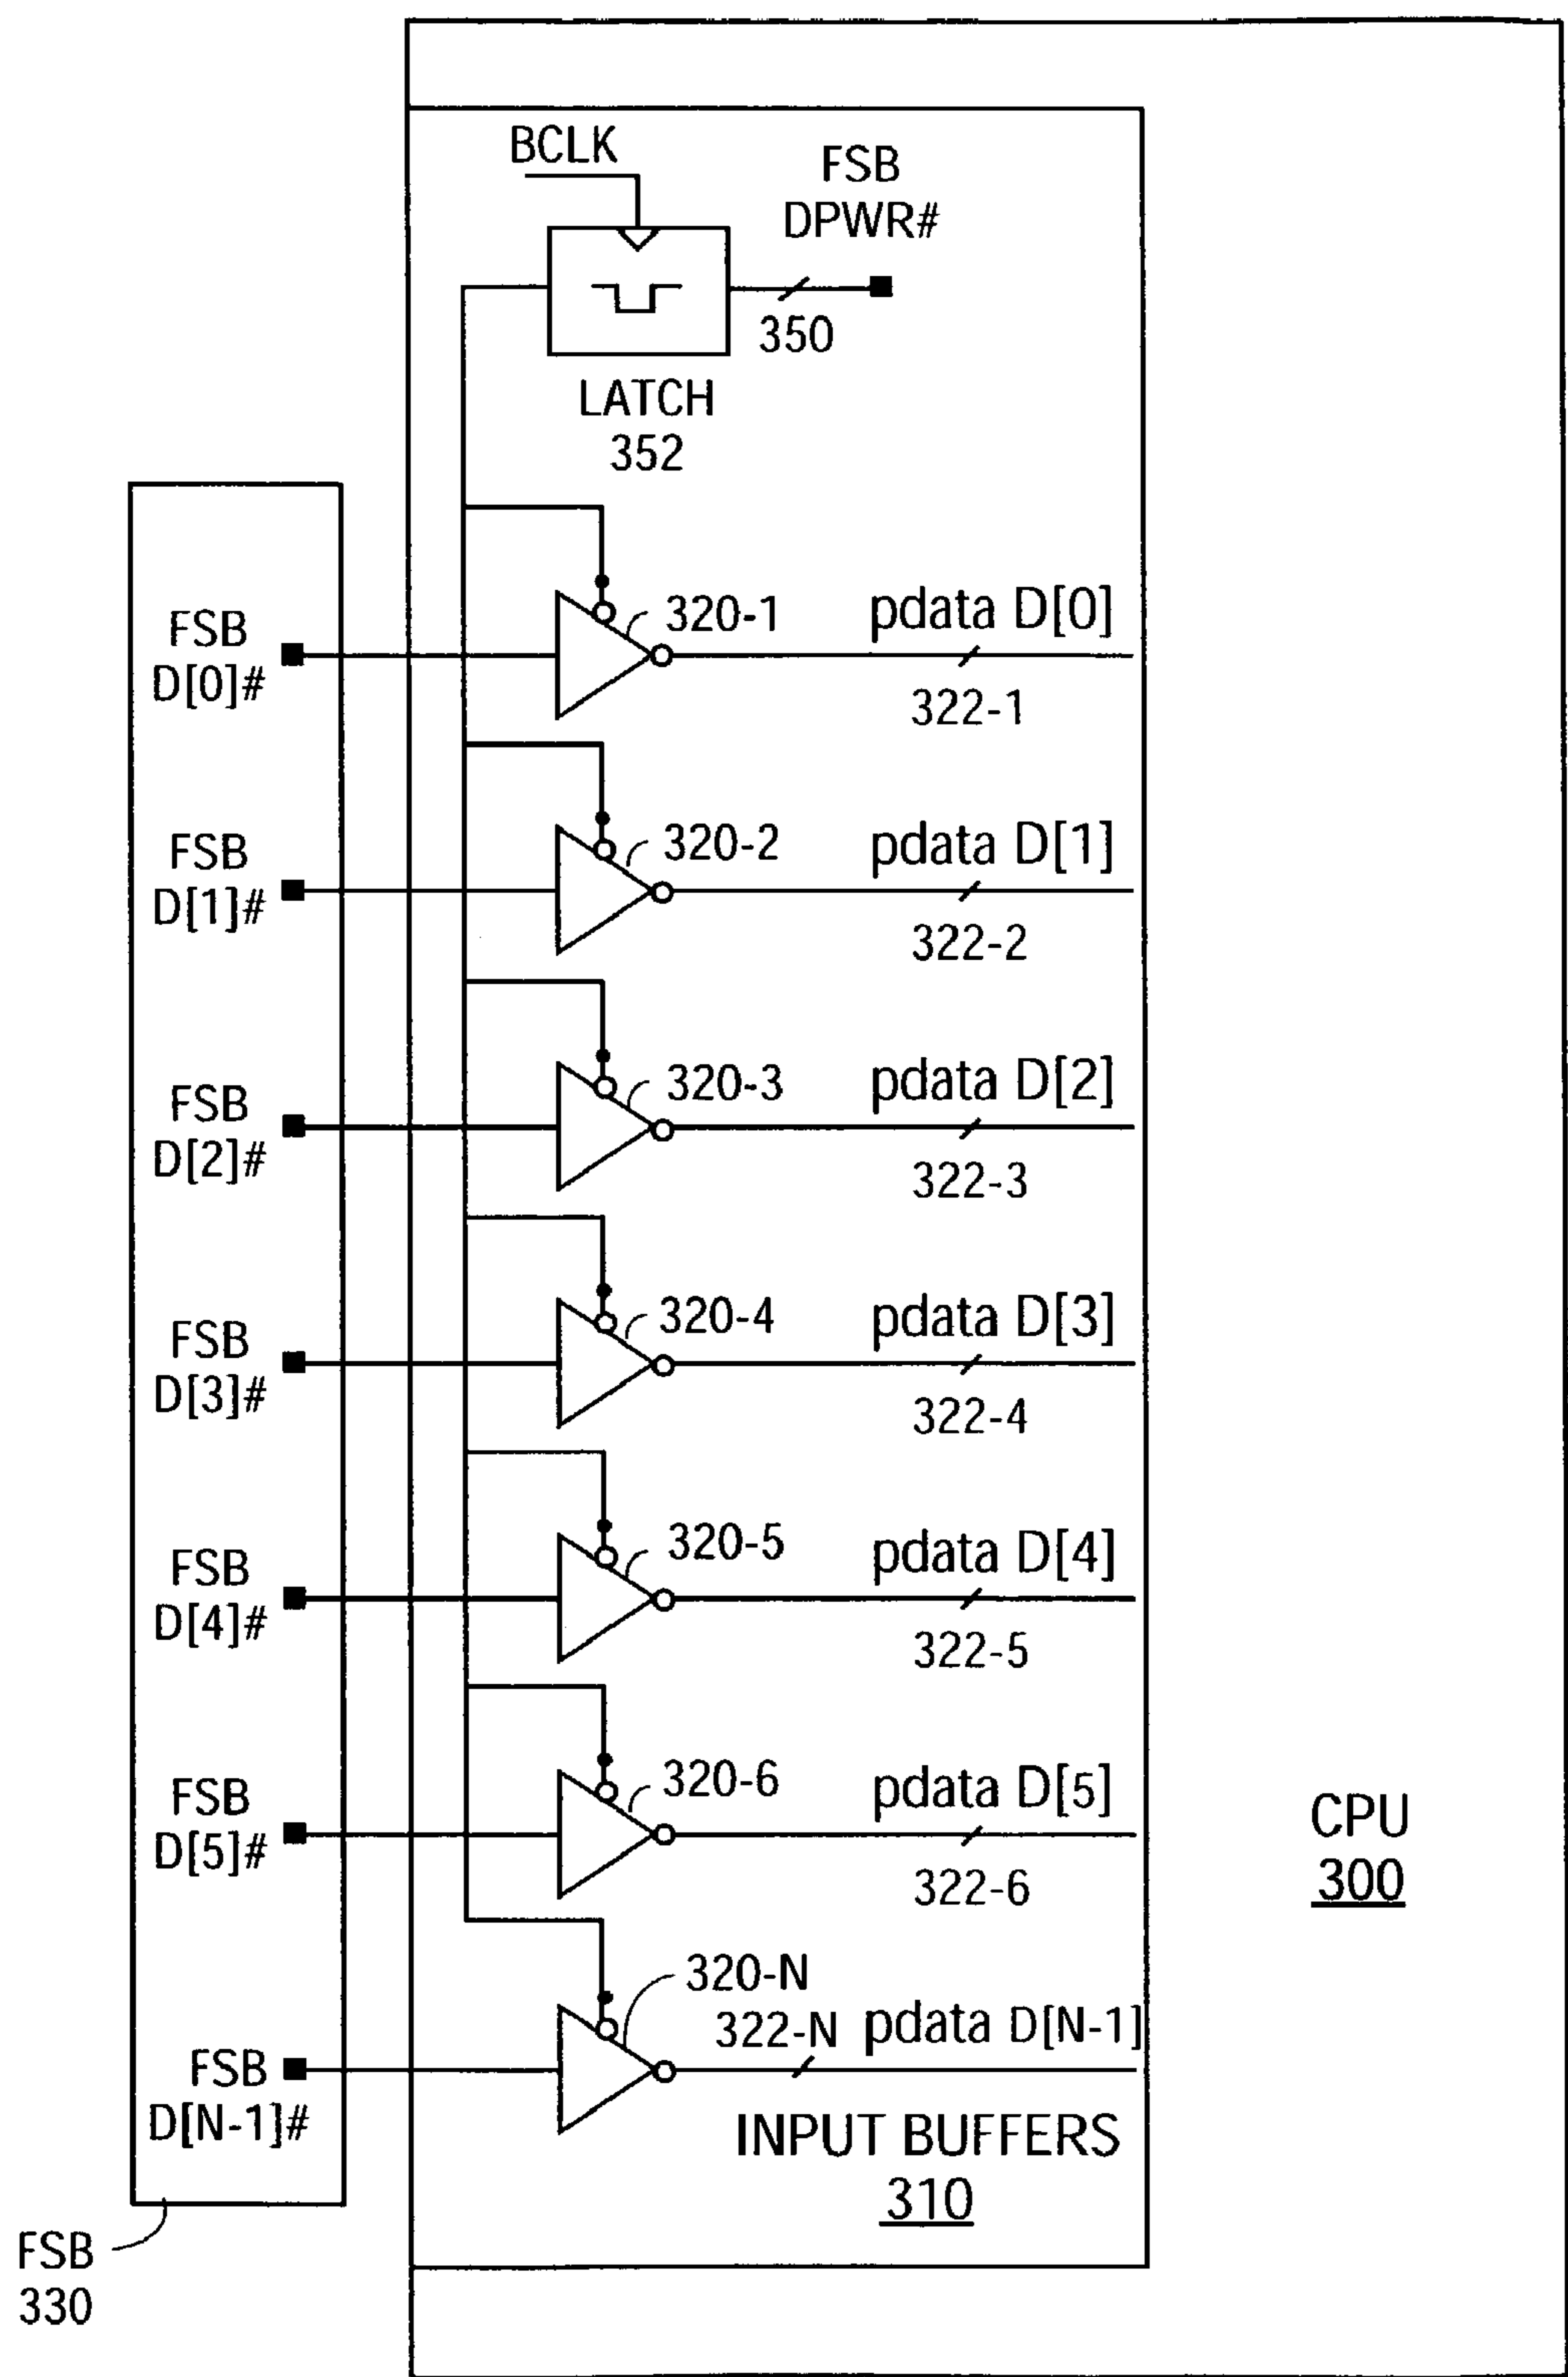 BCLK
FSB
DPWR#
350
LATCH
352
FSB
D[0]#
320-1
pdata D[0]
322-1
FSB
D[1]#
320-2
pdata D[1]
322-2
FSB
D[2]#
320-3
pdata D[2]
322-3
FSB
D[3]#
320-4
pdata D[3]
322-4
FSB
D[4]#
320-5
pdata D[4]
322-5
FSB
D[5]#
320-6
pdata D[5]
322-6
CPU
300
FSB
D[N-1]#
320-N
322-N pdata D[N-1]
INPUT BUFFERS
310
FSB
330